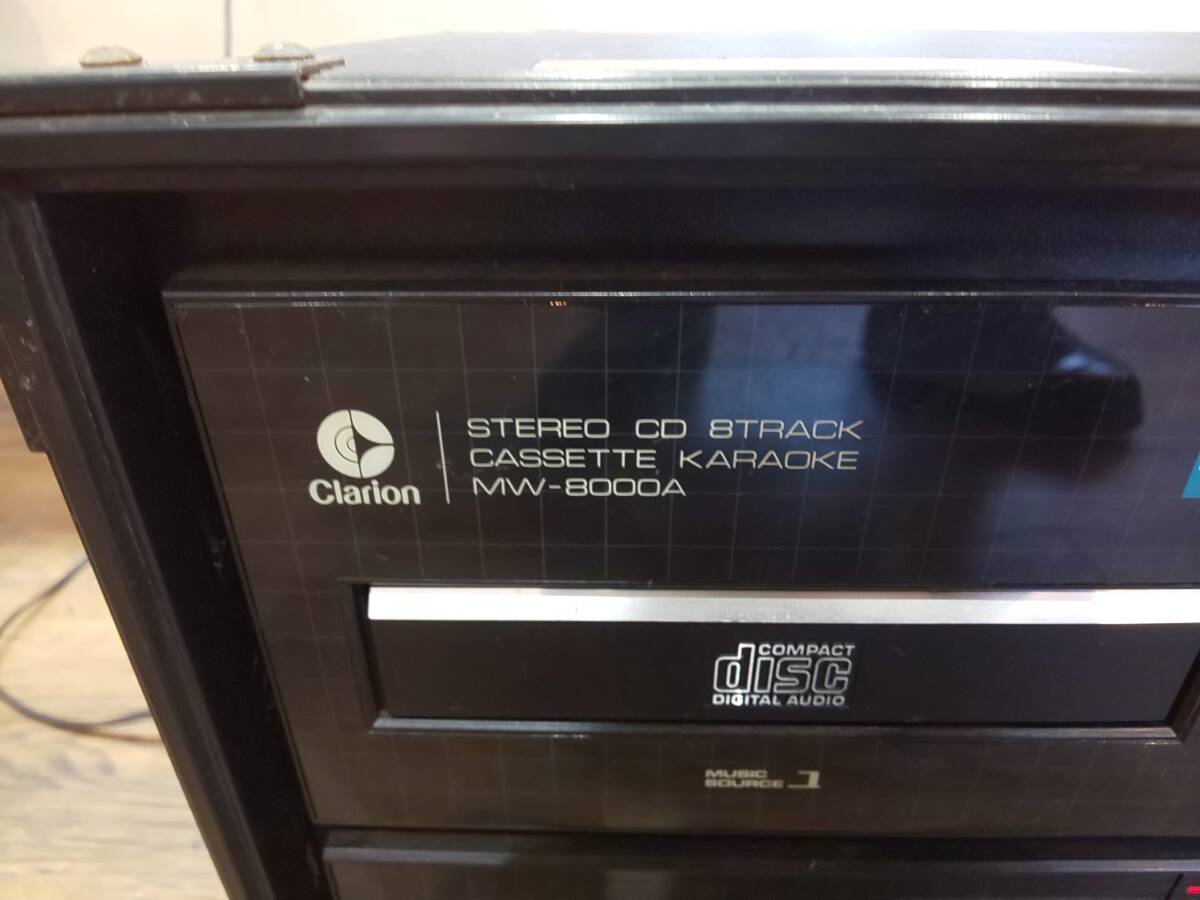 Clarion
STEREO CD 8TRACK
CASSETTE KARAOKE
MW-8000A
COMPACT
disc
DIGITAL AUDIO
MUSIC
SOURCE 1